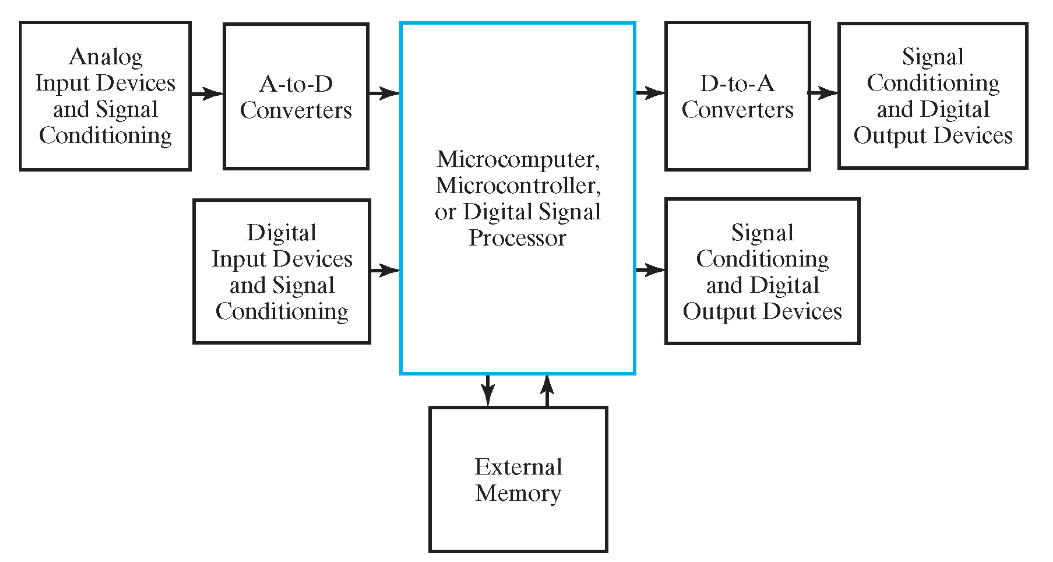 Analog
Input Devices
and Signal
Conditioning
A-to-D
Converters
Microcomputer,
Microcontroller,
or Digital Signal
Processor
D-to-A
Converters
Signal
Conditioning
and Digital
Output Devices
Digital
Input Devices
and Signal
Conditioning
Signal
Conditioning
and Digital
Output Devices
External
Memory